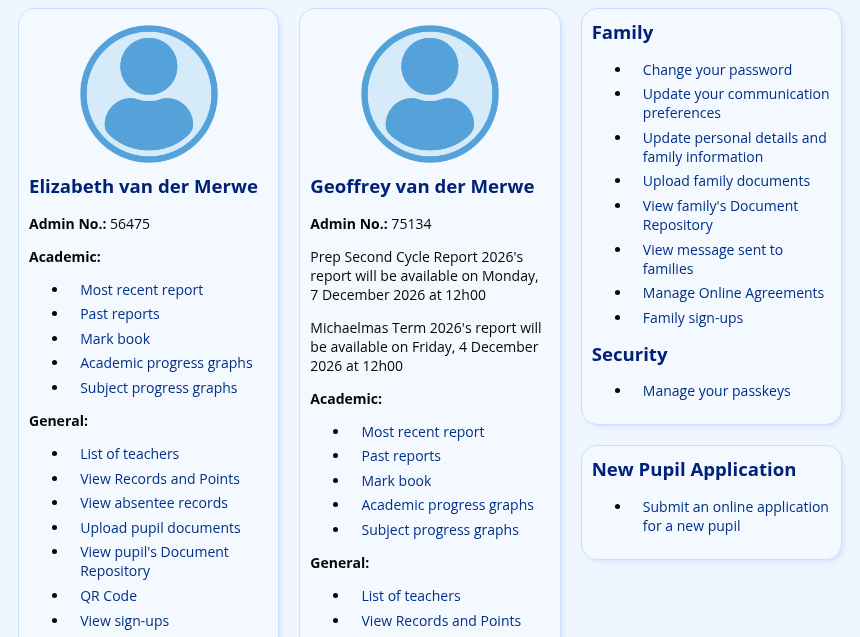 Elizabeth van der Merwe
Admin No.: 56475
Academic:
Most recent report
Past reports
Mark book
Academic progress graphs
Subject progress graphs
General:
List of teachers
View Records and Points
View absentee records
Upload pupil documents
View pupil's Document
Repository
QR Code
View sign-ups
Geoffrey van der Merwe
Admin No.: 75134
Prep Second Cycle Report 2026's
report will be available on Monday,
7 December 2026 at 12h00
Michaelmas Term 2026's report will
be available on Friday, 4 December
2026 at 12h00
Academic:
Most recent report
Past reports
Mark book
Academic progress graphs
Subject progress graphs
General:
List of teachers
View Records and Points
Family
Change your password
Update your communication
preferences
Update personal details and
family information
Upload family documents
View family's Document
Repository
View message sent to
families
Manage Online Agreements
Family sign-ups
Security
Manage your passkeys
New Pupil Application
Submit an online application
for a new pupil